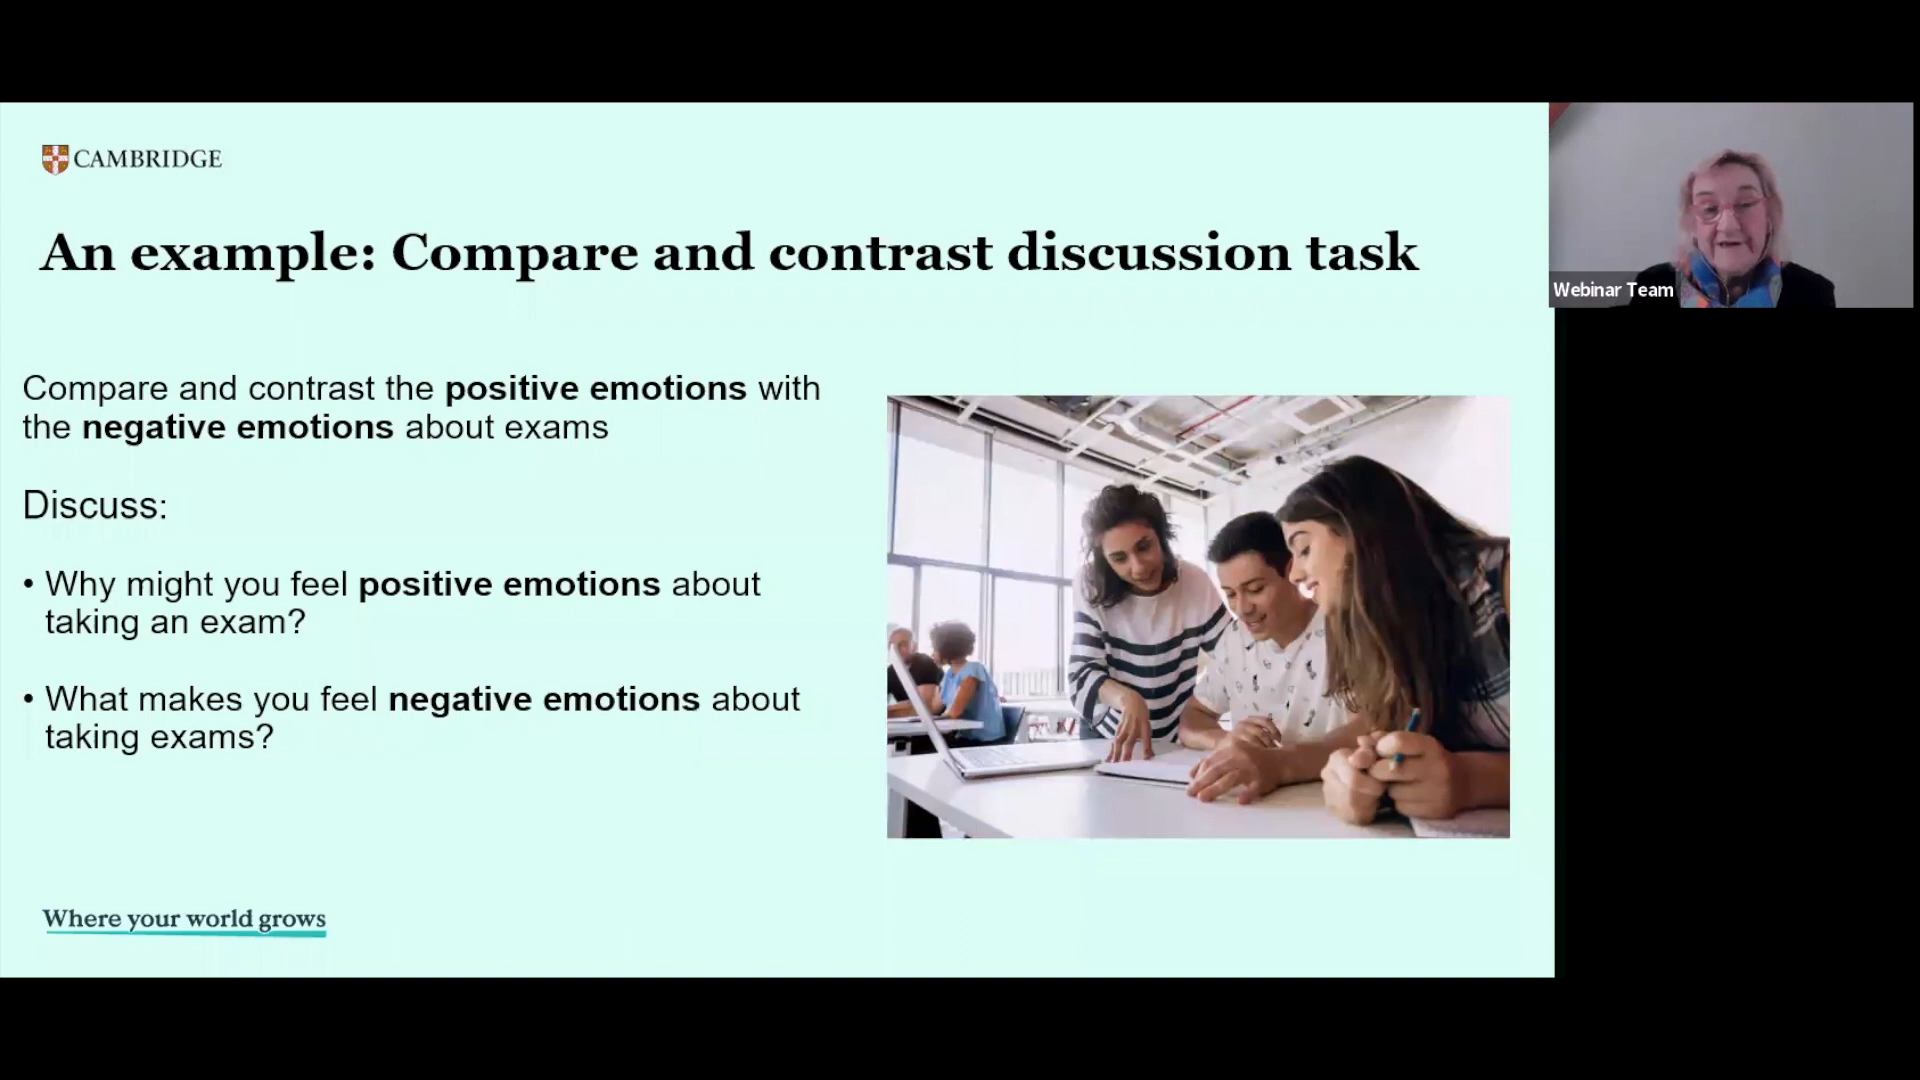 CAMBRIDGE
An example: Compare and contrast discussion task
Compare and contrast the positive emotions with
the negative emotions about exams
Discuss:
• Why might you feel positive emotions about
taking an exam?
• What makes you feel negative emotions about
taking exams?
Where your world grows
Webinar Team